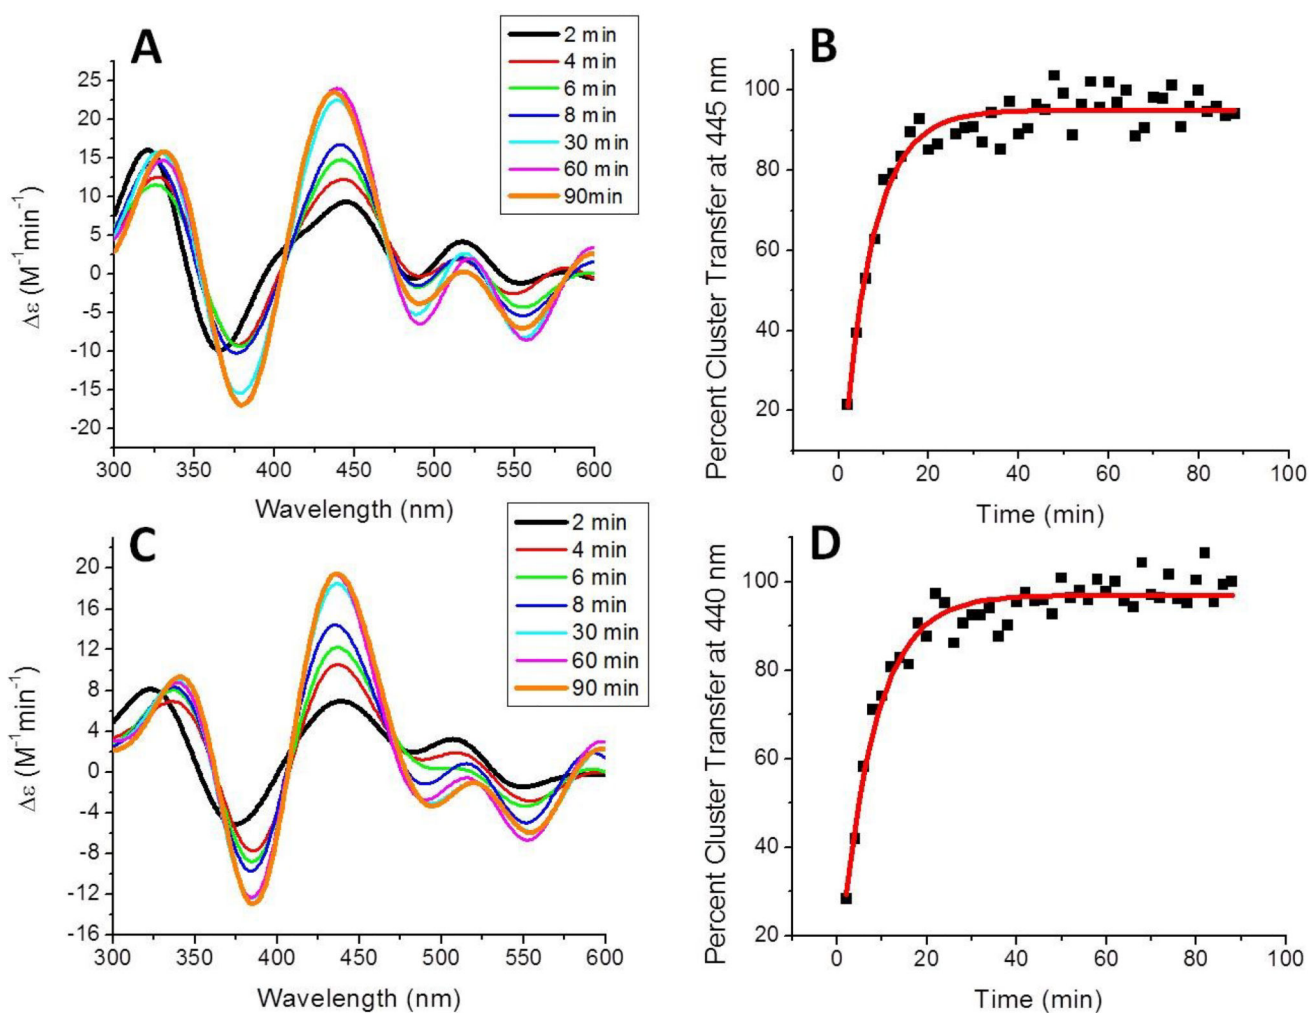 A
2 min
4 min
6 min
8 min
30 min
60 min
90min
25
20
15
10
5
0
-5
-10
-15
-20
300 350 400 450 500 550 600
Δε (M⁻¹min⁻¹)
Wavelength (nm)
B
100
80
60
40
20
0 20 40 60 80 100
Percent Cluster Transfer at 445 nm
Time (min)
C
2 min
4 min
6 min
8 min
30 min
60 min
90 min
20
16
12
8
4
0
-4
-8
-12
-16
300 350 400 450 500 550 600
Δε (M⁻¹min⁻¹)
Wavelength (nm)
D
100
80
60
40
20
0 20 40 60 80 100
Percent Cluster Transfer at 440 nm
Time (min)